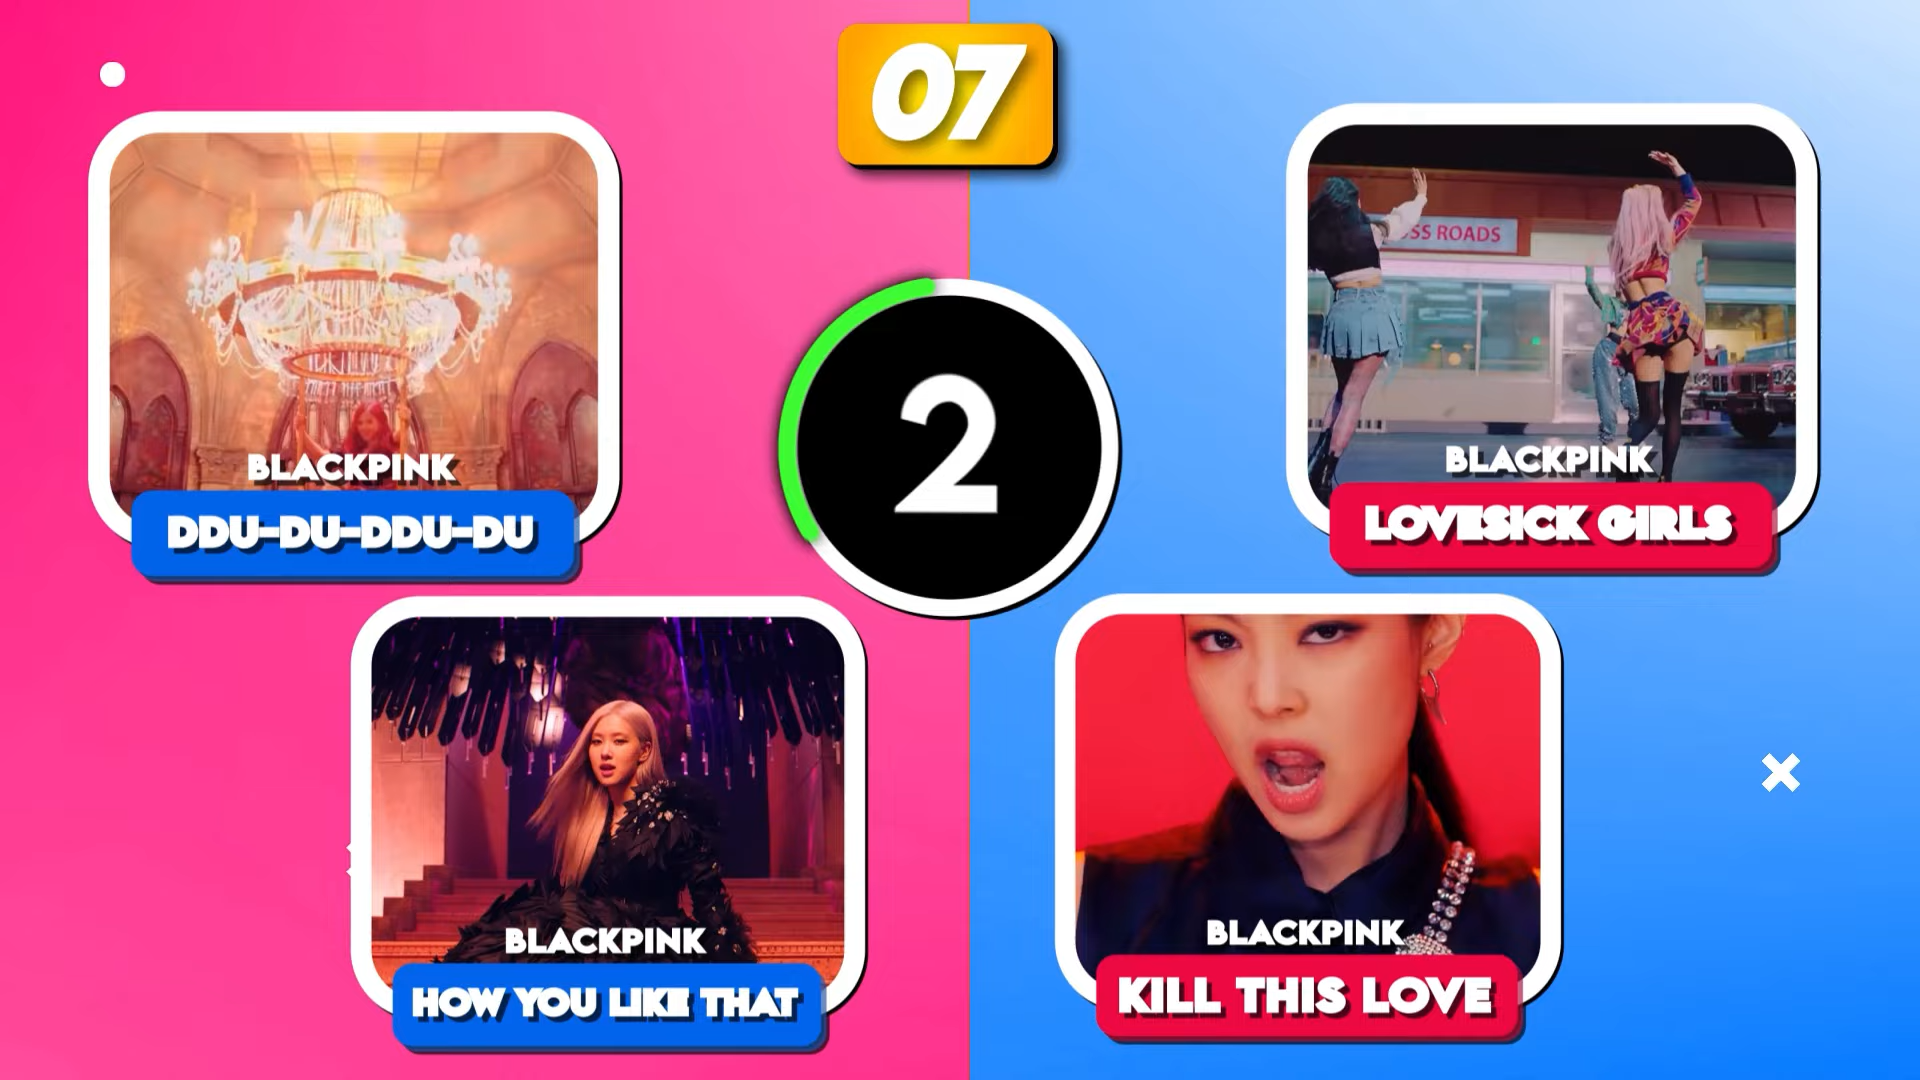 07
BLACKPINK
DDU-DU-DDU-DU
2
SS ROADS
BLACKPINK
LOVESICK GIRLS
BLACKPINK
HOW YOU LIKE THAT
BLACKPINK
KILL THIS LOVE